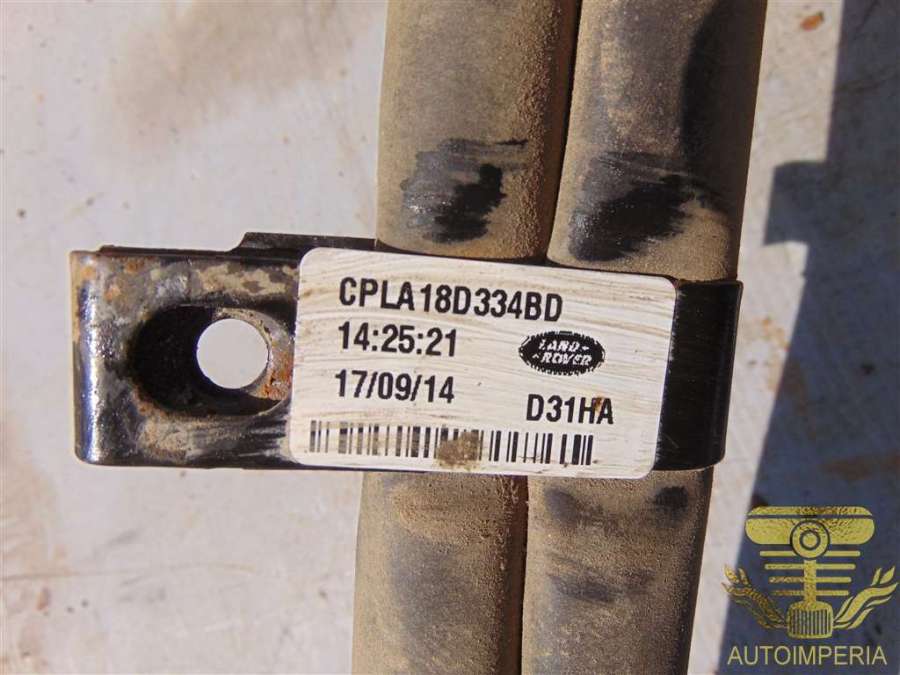 CPLA18D334BD
14:25:21
LAND-
-ROVER
17/09/14
D31HA
AUTOIMPERIA